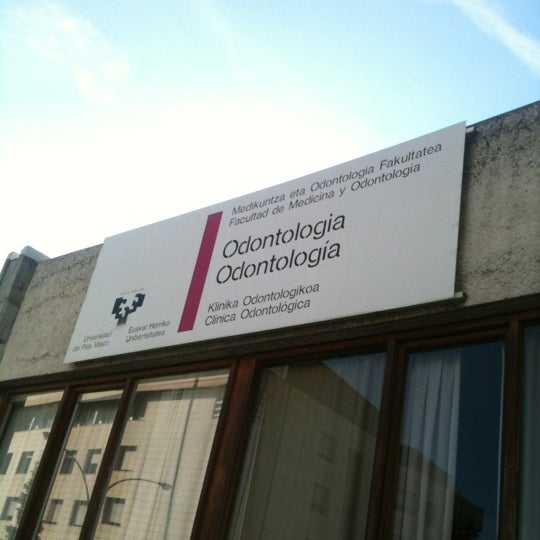 Medikuntza eta Odontologia Fakultatea
Facultad de Medicina y Odontología
Odontologia
Odontología
Klinika Odontologikoa
Clínica Odontológica
Universidad
del País Vasco
Euskal Herriko
Unibertsitatea